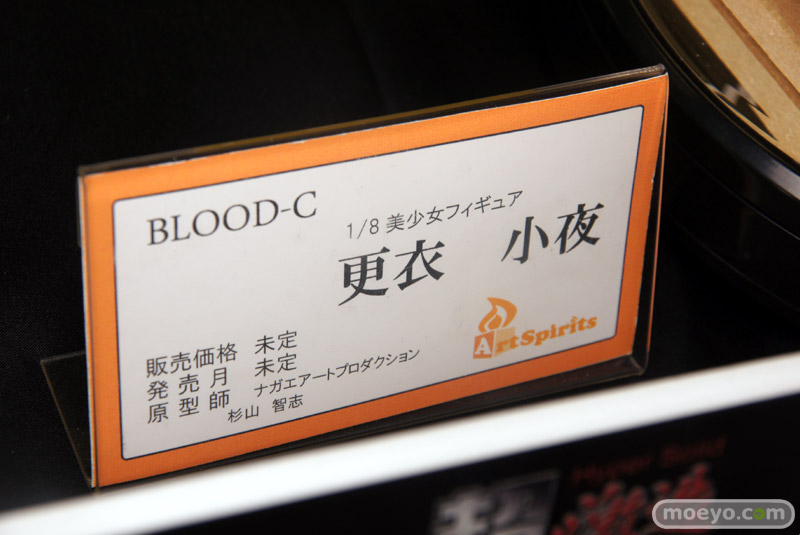 BLOOD-C
1/8 美少女フィギュア
更衣 小夜
ArtSpirits
販売価格 未定
発売月 未定
原型師 ナガエアートプロダクション
杉山 智志
Hyper Bold
moeyo.com